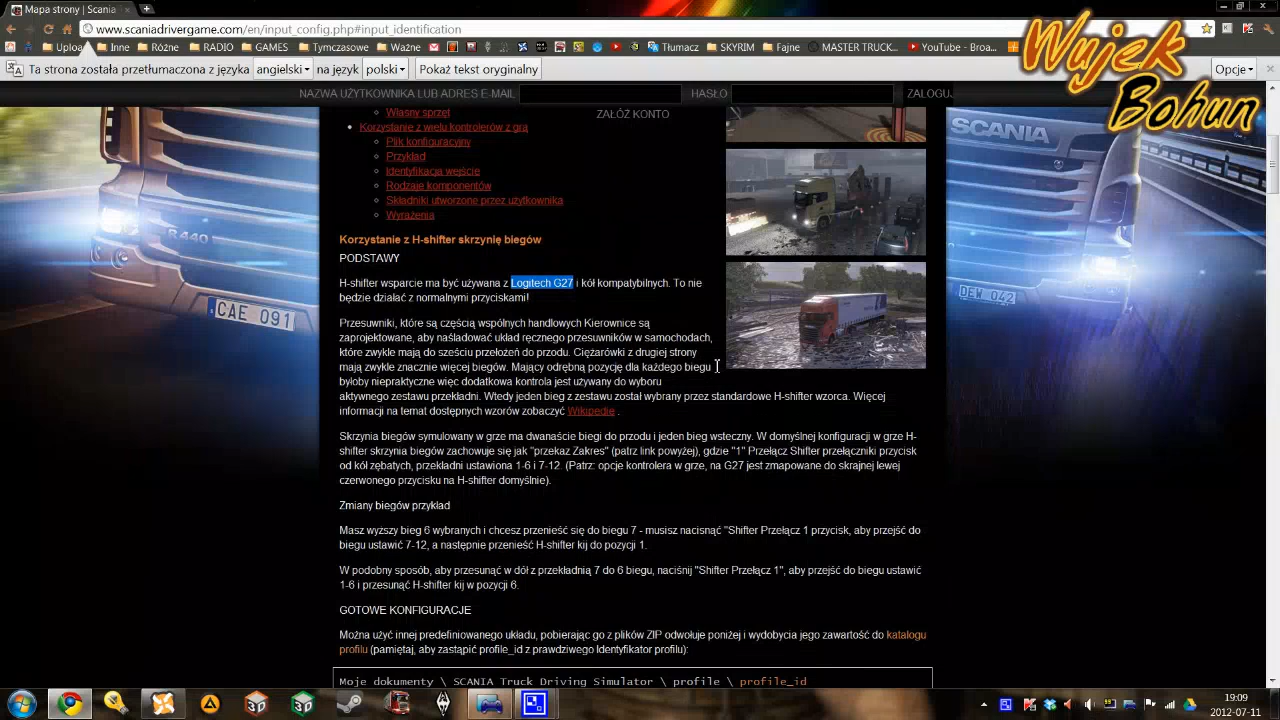 Mapa strony | Scania
www.scaniadrivergame.com/en/input_config.php#input_identification
Uploa
Inne
Różne
RADIO
GAMES
Tymczasowe
Ważne
Tłumacz
SKYRIM
Fajne
MASTER TRUCK...
YouTube - Broa...
Wujek
Bohun
Ta strona została przetłumaczona z języka angielski na język polski Pokaż tekst oryginalny Opcje
NAZWA UŻYTKOWNIKA LUB ADRES E-MAIL HASŁO ZALOGUJ
ZAŁÓŻ KONTO
Własny sprzęt
Korzystanie z wielu kontrolerów z grą
Plik konfiguracyjny
Przykład
Identyfikacja wejście
Rodzaje komponentów
Składniki utworzone przez użytkownika
Wyrażenia
SCANIA
R 440
CAE 091
DEW 042
Korzystanie z H-shifter skrzynię biegów
PODSTAWY
H-shifter wsparcie ma być używana z Logitech G27 i kół kompatybilnych. To nie
będzie działać z normalnymi przyciskami!
Przesuwniki, które są częścią wspólnych handlowych Kierownice są
zaprojektowane, aby naśladować układ ręcznego przesuwników w samochodach,
które zwykle mają do sześciu przełożeń do przodu. Ciężarówki z drugiej strony
mają zwykle znacznie więcej biegów. Mający odrębną pozycję dla każdego biegu
byłoby niepraktyczne więc dodatkowa kontrola jest używany do wyboru
aktywnego zestawu przekładni. Wtedy jeden bieg z zestawu został wybrany przez standardowe H-shifter wzorca. Więcej
informacji na temat dostępnych wzorów zobaczyć Wikipedie .
Skrzynia biegów symulowany w grze ma dwanaście biegi do przodu i jeden bieg wsteczny. W domyślnej konfiguracji w grze H-
shifter skrzynia biegów zachowuje się jak "przekaz Zakres" (patrz link powyżej), gdzie "1" Przełącz Shifter przełączniki przycisk
od kół zębatych, przekładni ustawiona 1-6 i 7-12. (Patrz: opcje kontrolera w grze, na G27 jest zmapowane do skrajnej lewej
czerwonego przycisku na H-shifter domyślnie).
Zmiany biegów przykład
Masz wyższy bieg 6 wybranych i chcesz przenieść się do biegu 7 - musisz nacisnąć "Shifter Przełącz 1 przycisk, aby przejść do
biegu ustawić 7-12, a następnie przenieść H-shifter kij do pozycji 1.
W podobny sposób, aby przesunąć w dół z przekładnią 7 do 6 biegu, naciśnij "Shifter Przełącz 1", aby przejść do biegu ustawić
1-6 i przesunąć H-shifter kij w pozycji 6.
GOTOWE KONFIGURACJE
Można użyć innej predefiniowanego układu, pobierając go z plików ZIP odwołuje poniżej i wydobycia jego zawartość do katalogu
profilu (pamiętaj, aby zastąpić profile_id z prawdziwego Identyfikator profilu):
Moje dokumenty \ SCANIA Truck Driving Simulator \ profile \ profile_id
19:09
2012-07-11